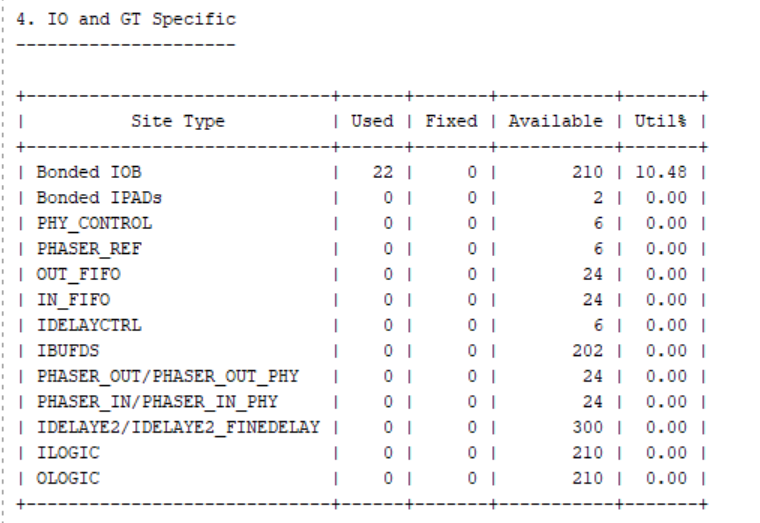 4. IO and GT Specific
---------------------
+-----------------------------+------+-------+-----------+-------+
|          Site Type          | Used | Fixed | Available | Util% |
+-----------------------------+------+-------+-----------+-------+
| Bonded IOB                  |   22 |     0 |       210 | 10.48 |
| Bonded IPADs                |    0 |     0 |         2 |  0.00 |
| PHY_CONTROL                 |    0 |     0 |         6 |  0.00 |
| PHASER_REF                  |    0 |     0 |         6 |  0.00 |
| OUT_FIFO                    |    0 |     0 |        24 |  0.00 |
| IN_FIFO                     |    0 |     0 |        24 |  0.00 |
| IDELAYCTRL                  |    0 |     0 |         6 |  0.00 |
| IBUFDS                      |    0 |     0 |       202 |  0.00 |
| PHASER_OUT/PHASER_OUT_PHY   |    0 |     0 |        24 |  0.00 |
| PHASER_IN/PHASER_IN_PHY     |    0 |     0 |        24 |  0.00 |
| IDELAYE2/IDELAYE2_FINEDELAY |    0 |     0 |       300 |  0.00 |
| ILOGIC                      |    0 |     0 |       210 |  0.00 |
| OLOGIC                      |    0 |     0 |       210 |  0.00 |
+-----------------------------+------+-------+-----------+-------+